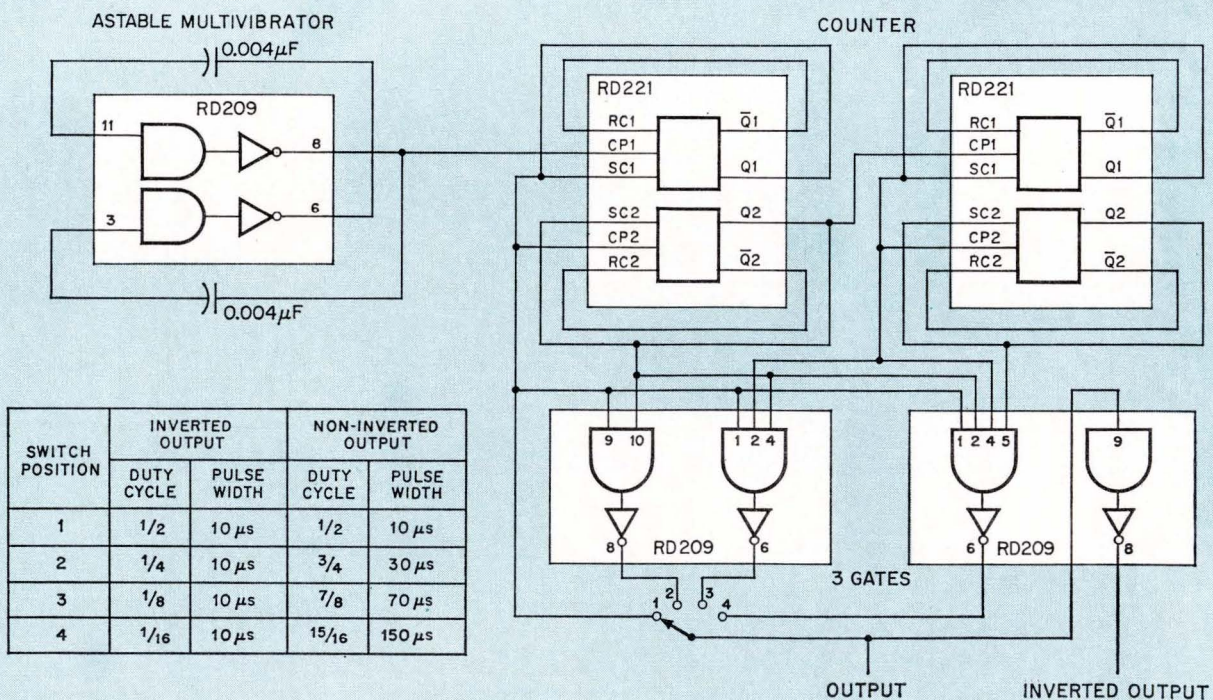 ASTABLE MULTIVIBRATOR
0.004µF
RD209
11
8
3
6
0.004µF
COUNTER
RD221
RC1
CP1
SC1
Q̅1
Q1
SC2
CP2
RC2
Q2
Q̅2
RD221
RC1
CP1
SC1
Q̅1
Q1
SC2
CP2
RC2
Q2
Q̅2
9 10
1 2 4
8
RD209
6
1 2 4 5
9
6
RD209
8
3 GATES
1 2 3 4
OUTPUT
INVERTED OUTPUT
SWITCH POSITION
INVERTED OUTPUT
NON-INVERTED OUTPUT
DUTY CYCLE
PULSE WIDTH
DUTY CYCLE
PULSE WIDTH
1 1/2 10 µs 1/2 10 µs
2 1/4 10 µs 3/4 30 µs
3 1/8 10 µs 7/8 70 µs
4 1/16 10 µs 15/16 150 µs